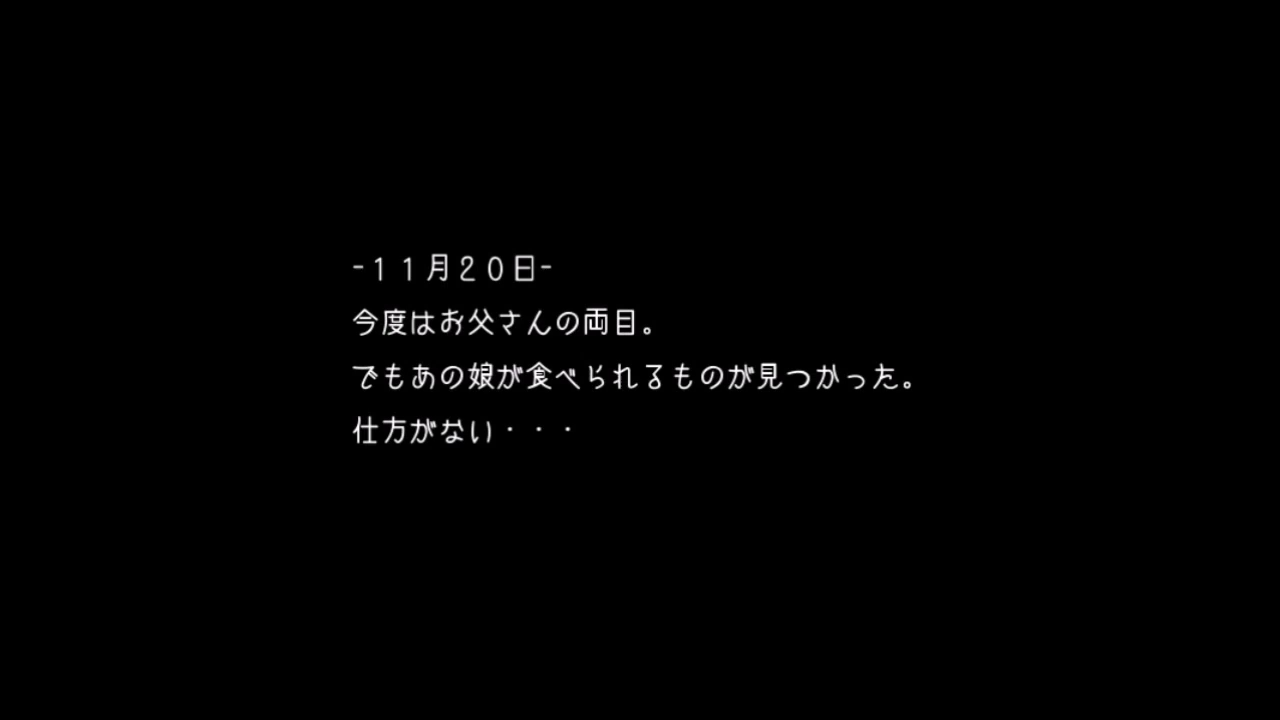 -１１月２０日-
今度はお父さんの両目。
でもあの娘が食べられるものが見つかった。
仕方がない・・・